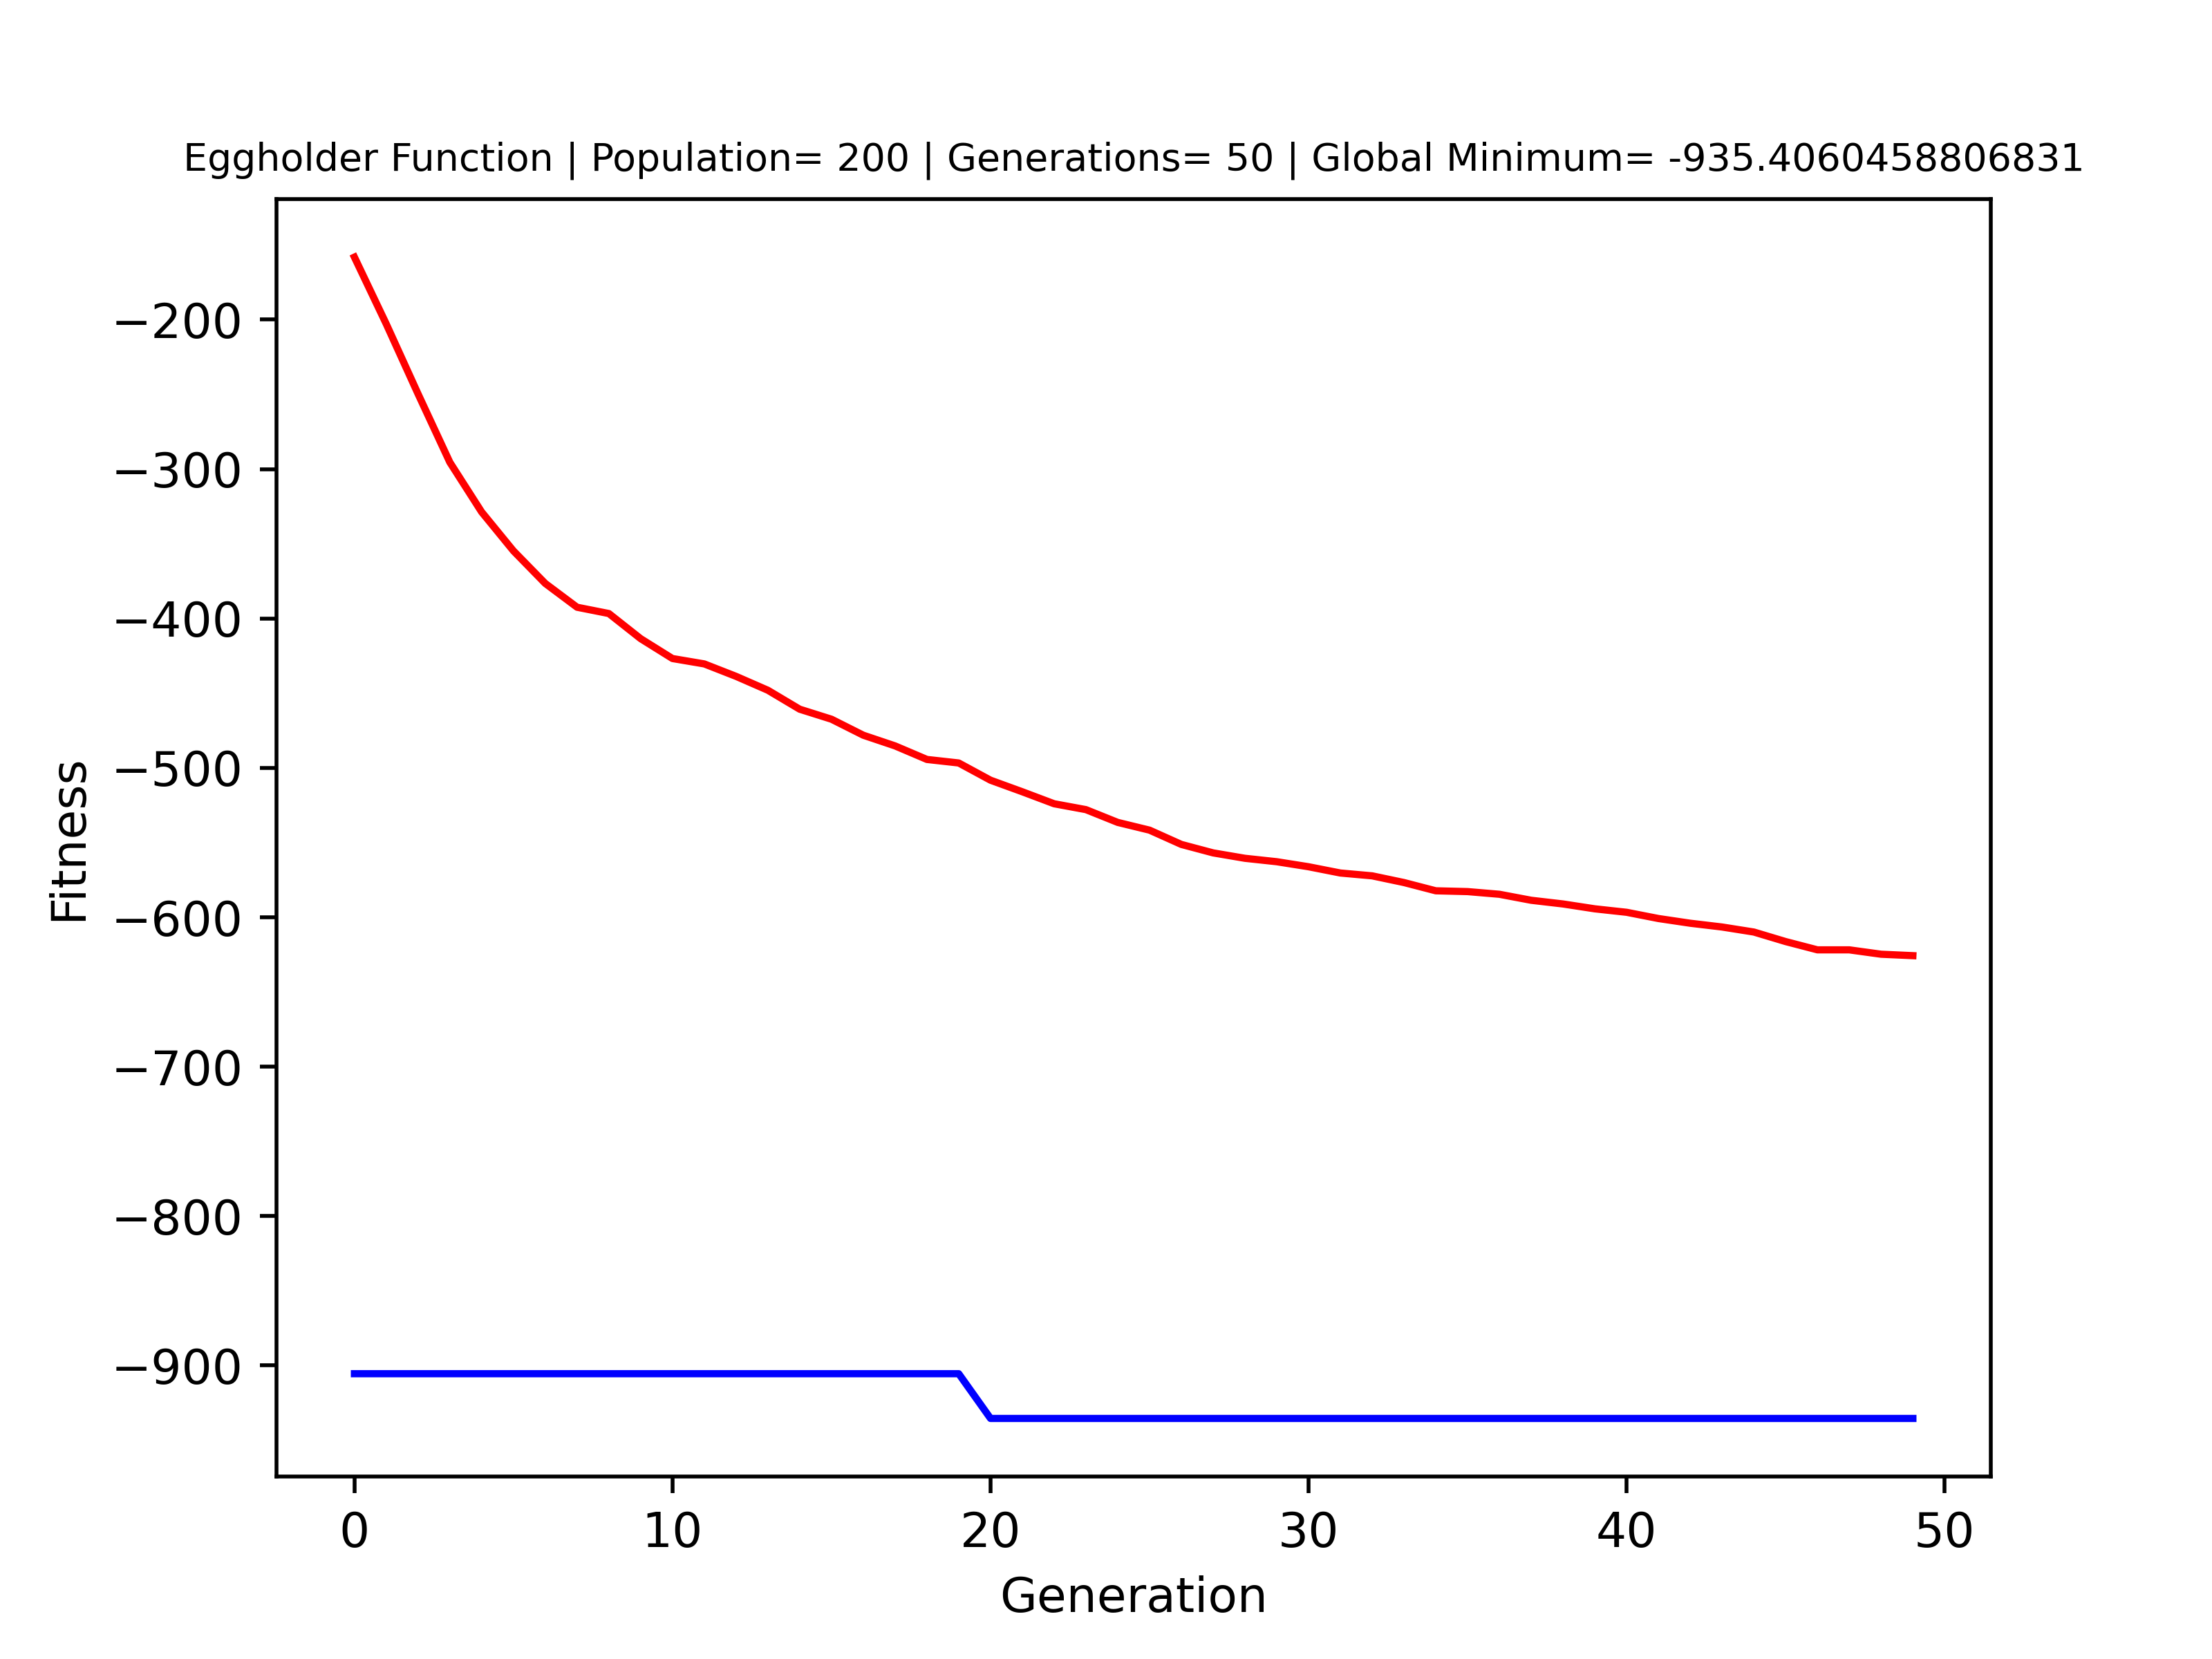 Eggholder Function | Population= 200 | Generations= 50 | Global Minimum= -935.4060458806831
−200
−300
−400
−500
−600
−700
−800
−900
Fitness
0 10 20 30 40 50
Generation